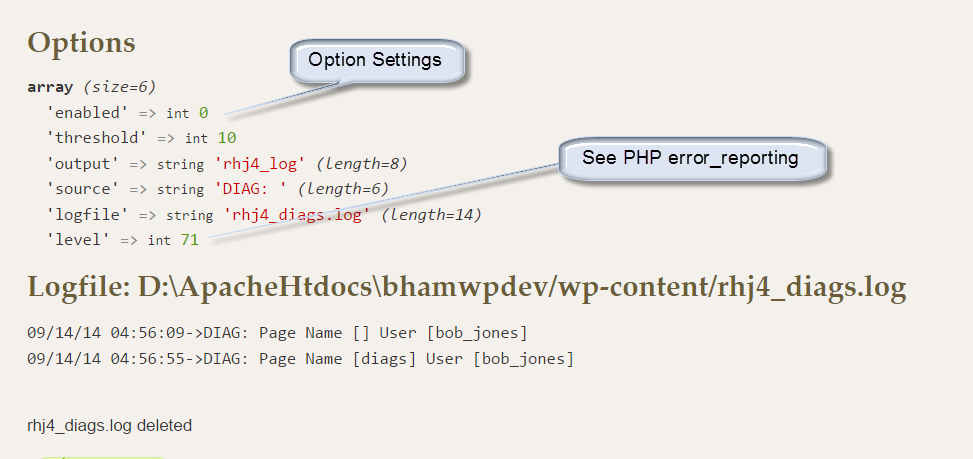 Options
Option Settings
array (size=6)
'enabled' => int 0
'threshold' => int 10
'output' => string 'rhj4_log' (length=8)
See PHP error_reporting
'source' => string 'DIAG: ' (length=6)
'logfile' => string 'rhj4_diags.log' (length=14)
'level' => int 71
Logfile: D:\ApacheHtdocs\bhamwpdev/wp-content/rhj4_diags.log
09/14/14 04:56:09->DIAG: Page Name [] User [bob_jones]
09/14/14 04:56:55->DIAG: Page Name [diags] User [bob_jones]
rhj4_diags.log deleted